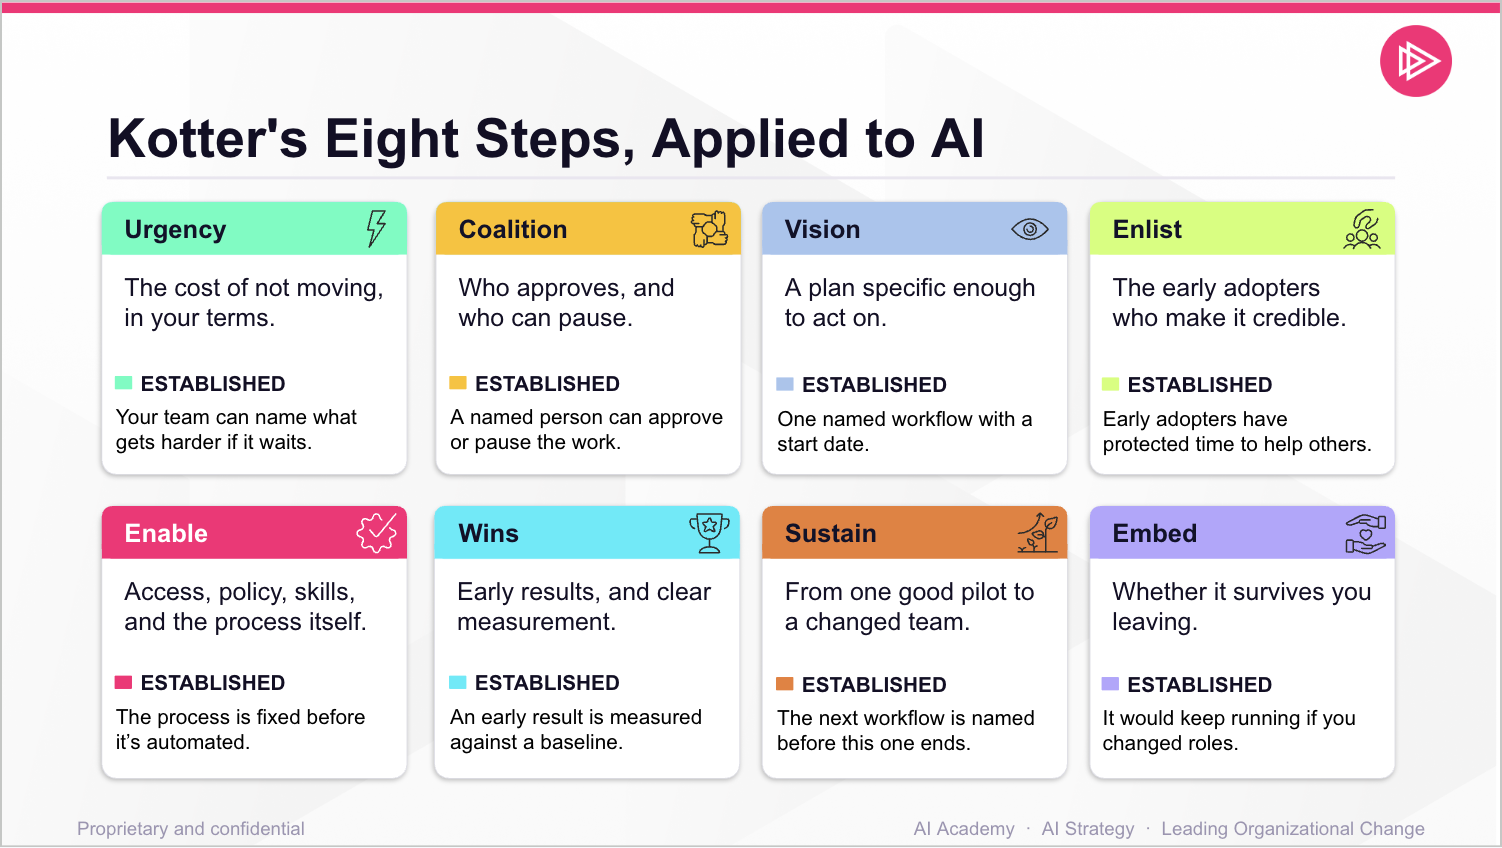 Kotter's Eight Steps, Applied to AI
Urgency
The cost of not moving,
in your terms.
ESTABLISHED
Your team can name what
gets harder if it waits.
Coalition
Who approves, and
who can pause.
ESTABLISHED
A named person can approve
or pause the work.
Vision
A plan specific enough
to act on.
ESTABLISHED
One named workflow with a
start date.
Enlist
The early adopters
who make it credible.
ESTABLISHED
Early adopters have
protected time to help others.
Enable
Access, policy, skills,
and the process itself.
ESTABLISHED
The process is fixed before
it’s automated.
Wins
Early results, and clear
measurement.
ESTABLISHED
An early result is measured
against a baseline.
Sustain
From one good pilot to
a changed team.
ESTABLISHED
The next workflow is named
before this one ends.
Embed
Whether it survives you
leaving.
ESTABLISHED
It would keep running if you
changed roles.
Proprietary and confidential
AI Academy · AI Strategy · Leading Organizational Change